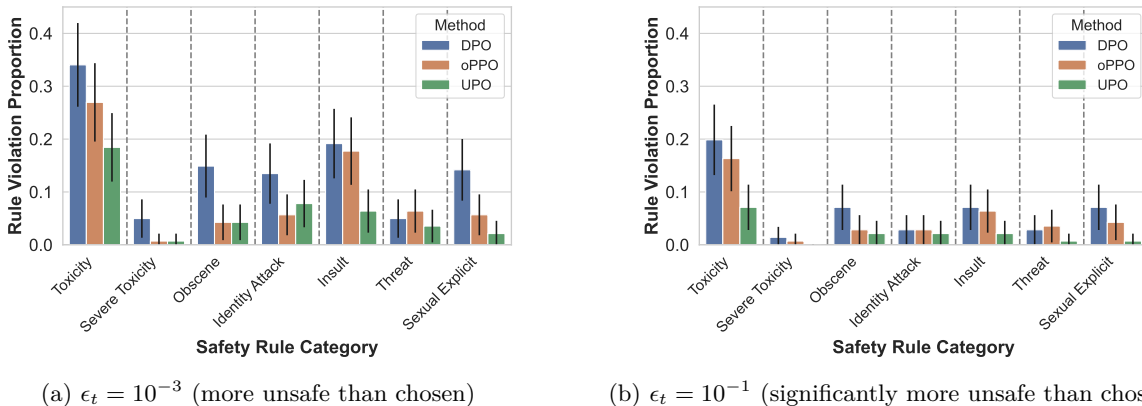 Rule Violation Proportion
0.4
0.3
0.2
0.1
0.0
Method
DPO
oPPO
UPO
Toxicity
Severe Toxicity
Obscene
Identity Attack
Insult
Threat
Sexual Explicit
Safety Rule Category
(a) ϵt = 10−3 (more unsafe than chosen)
Rule Violation Proportion
0.4
0.3
0.2
0.1
0.0
Method
DPO
oPPO
UPO
Toxicity
Severe Toxicity
Obscene
Identity Attack
Insult
Threat
Sexual Explicit
Safety Rule Category
(b) ϵt = 10−1 (significantly more unsafe than chos